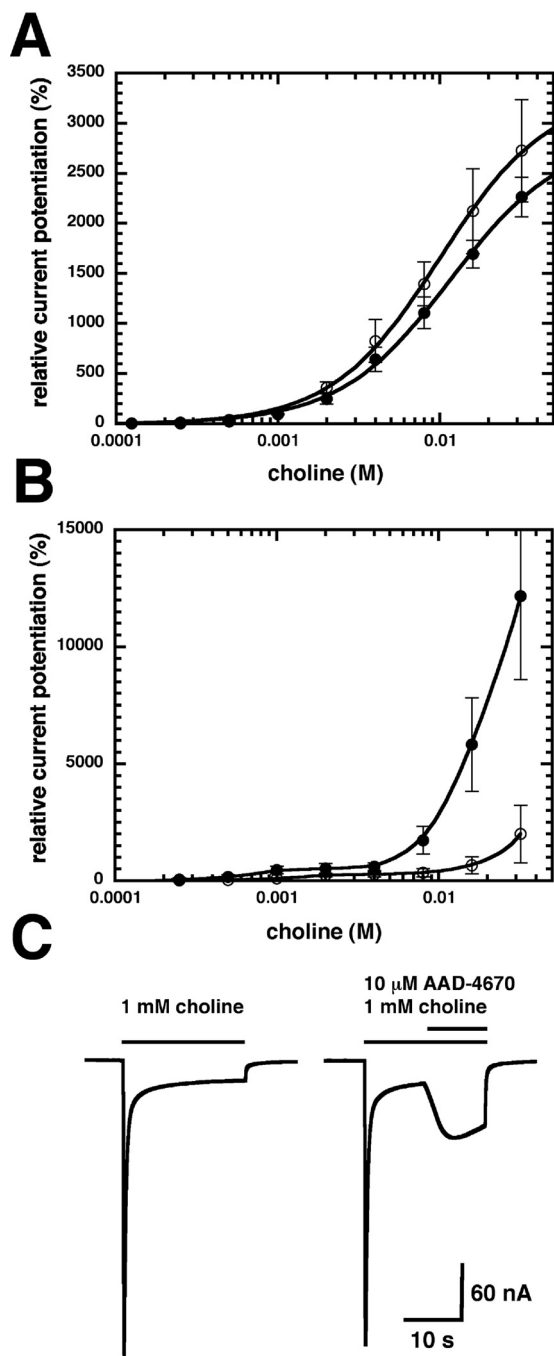 A
relative current potentiation (%)
3500
3000
2500
2000
1500
1000
500
0
0.0001
0.001
0.01
choline (M)
B
relative current potentiation (%)
15000
10000
5000
0
0.0001
0.001
0.01
choline (M)
C
1 mM choline
10 μM AAD-4670
1 mM choline
60 nA
10 s